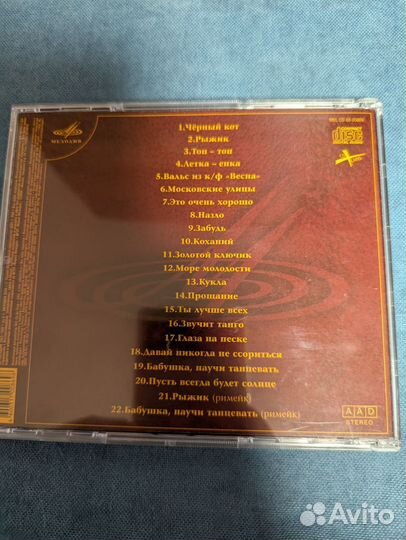 МЕЛОДИЯ
1.Чёрный кот
2.Рыжик
3.Топ – топ
4.Летка – енка
5.Вальс из к/ф «Весна»
6.Московские улицы
7.Это очень хорошо
8.Назло
9.Забудь
10.Коханий
11.Золотой ключик
12.Море молодости
13.Кукла
14.Прощание
15.Ты лучше всех
16.Звучит танго
17.Глаза на песке
18.Давай никогда не ссориться
19.Бабушка, научи танцевать
20.Пусть всегда будет солнце
21.Рыжик (римейк)
22.Бабушка, научи танцевать (римейк)
AAD
STEREO
Avito